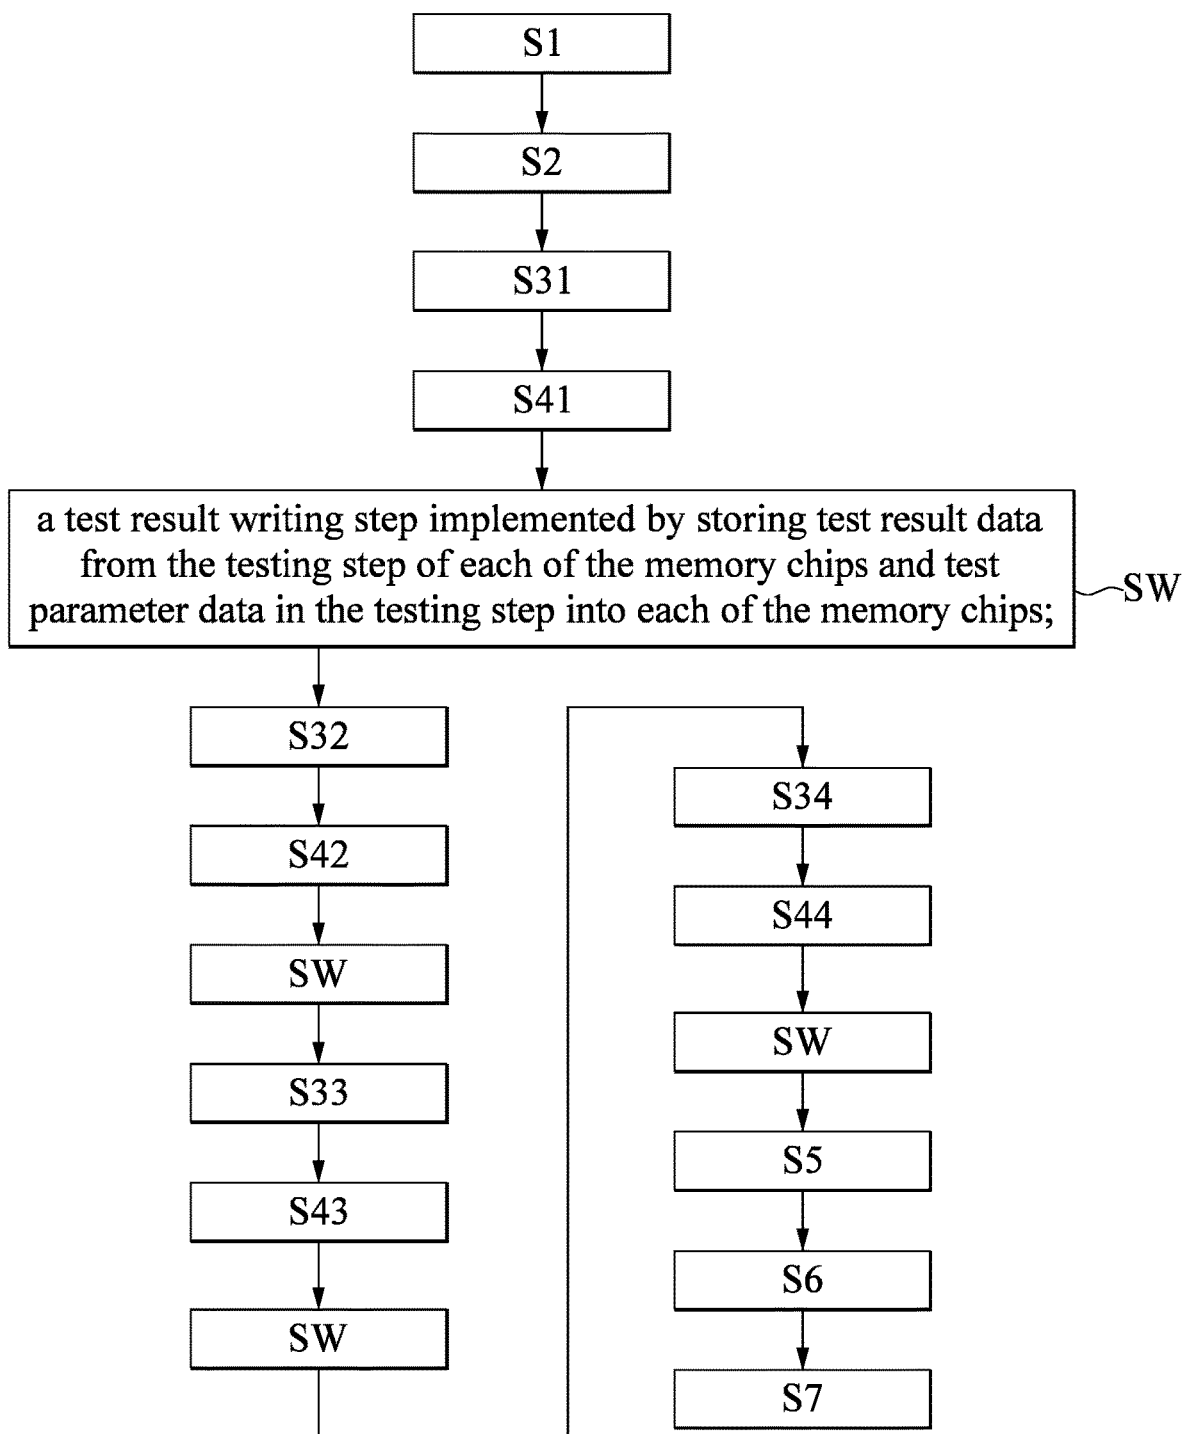 S1
S2
S31
S41
a test result writing step implemented by storing test result data
from the testing step of each of the memory chips and test
parameter data in the testing step into each of the memory chips;
SW
S32
S42
SW
S33
S43
SW
S34
S44
SW
S5
S6
S7